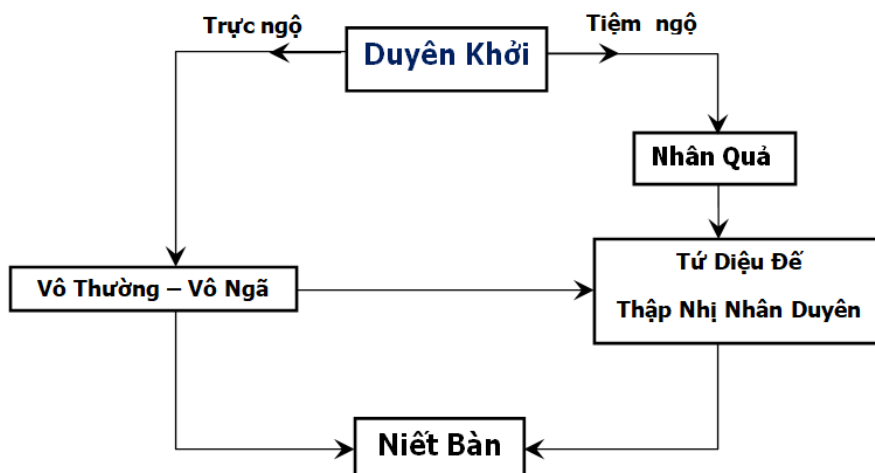 Trực ngộ
Duyên Khởi
Tiệm ngộ
Nhân Quả
Vô Thường – Vô Ngã
Tứ Diệu Đế
Thập Nhị Nhân Duyên
Niết Bàn